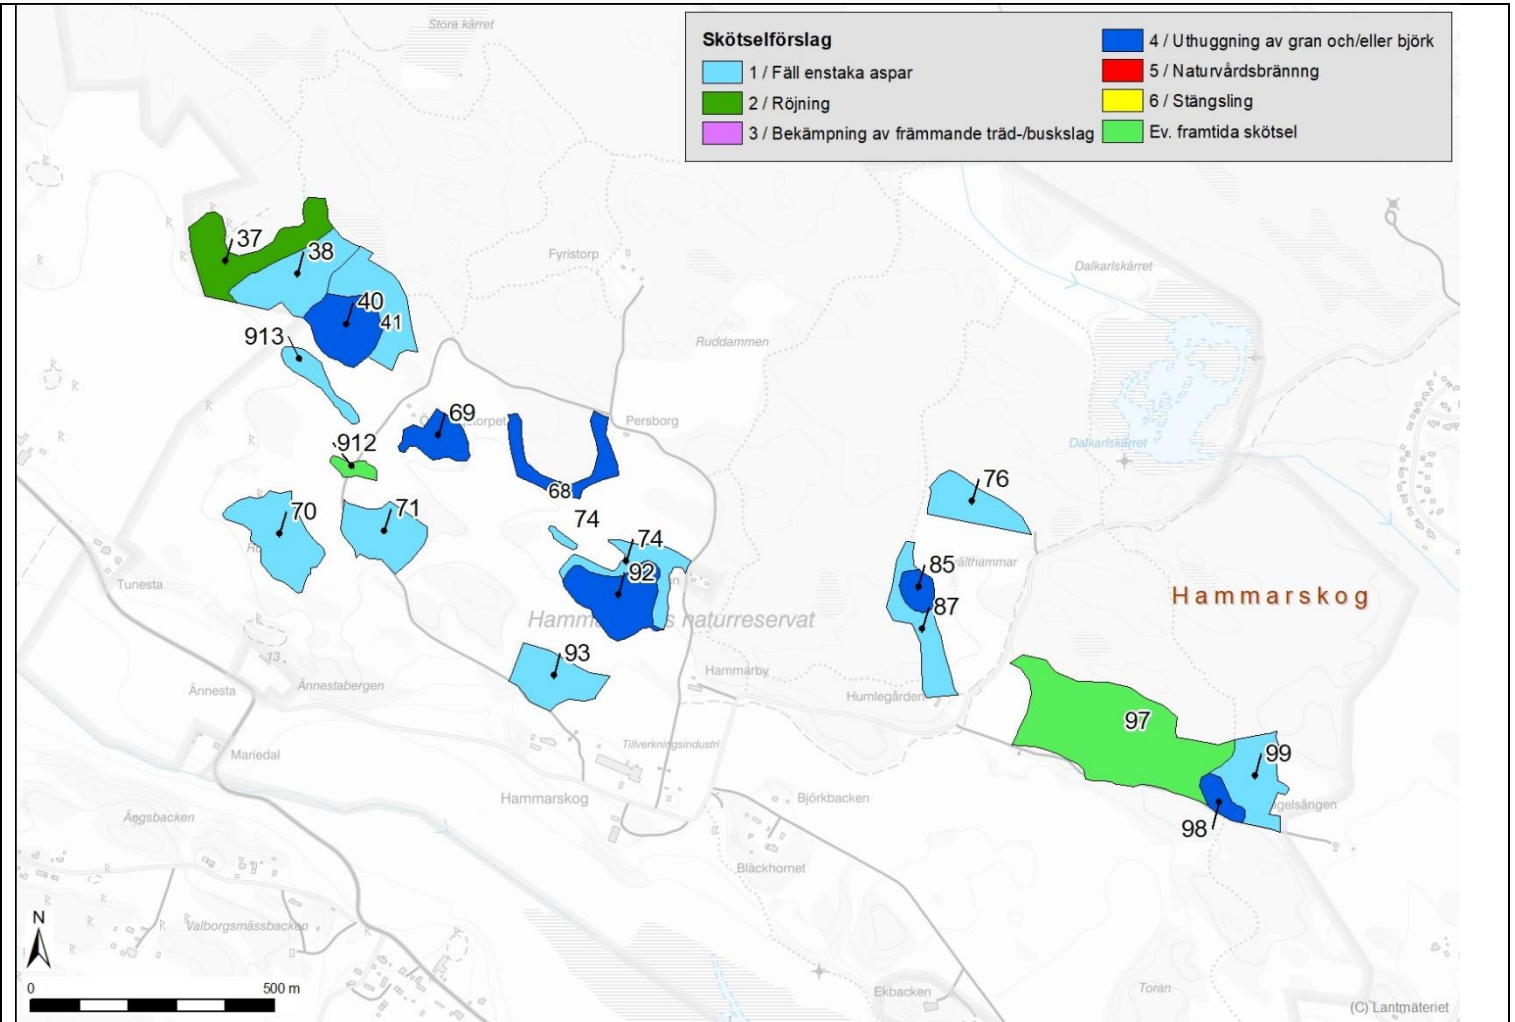 Stora kärret
Skötselförslag
1 / Fäll enstaka aspar
2 / Röjning
3 / Bekämpning av främmande träd-/buskslag
4 / Uthuggning av gran och/eller björk
5 / Naturvårdsbrännng
6 / Stängsling
Ev. framtida skötsel
37
38
Fyristorp
Dalkarlskärret
40
41
913
Ruddammen
69
Persborg
912
Dalkarlskärret
68
76
70
71
74
74
Tunesta
92
85
87
Hammarskog
naturreservat
93
13
Ännesta
Ännestabergen
Hammarby
Humlegården
97
Mariedal
Tillverkningsindustri
99
Hammarskog
Björkbacken
98
Ängsbacken
Bläckhornet
Valborgsmässbacken
N
0
500 m
Ekbacken
Toran
(C) Lantmäteriet